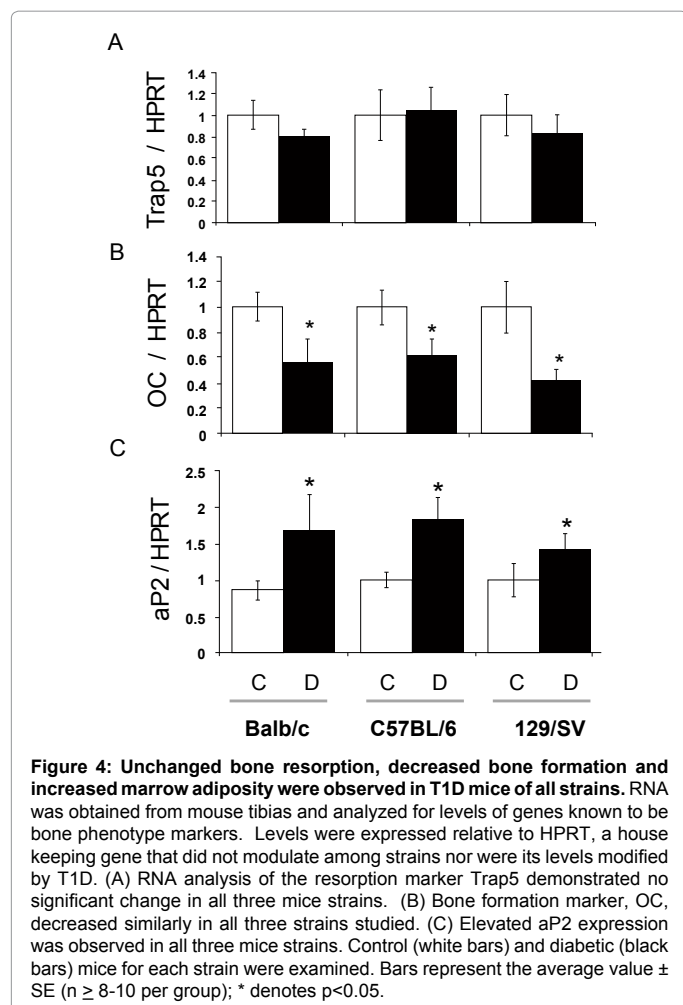 A
Trap5 / HPRT
1.4
1.2
1
0.8
0.6
0.4
0.2
0
B
OC / HPRT
1.4
1.2
1
0.8
0.6
0.4
0.2
0
* * *
C
aP2 / HPRT
2.5
2
1.5
1
0.5
0
* * *
C D C D C D
Balb/c C57BL/6 129/SV
Figure 4: Unchanged bone resorption, decreased bone formation and
increased marrow adiposity were observed in T1D mice of all strains. RNA
was obtained from mouse tibias and analyzed for levels of genes known to be
bone phenotype markers. Levels were expressed relative to HPRT, a house
keeping gene that did not modulate among strains nor were its levels modified
by T1D. (A) RNA analysis of the resorption marker Trap5 demonstrated no
significant change in all three mice strains. (B) Bone formation marker, OC,
decreased similarly in all three strains studied. (C) Elevated aP2 expression
was observed in all three mice strains. Control (white bars) and diabetic (black
bars) mice for each strain were examined. Bars represent the average value ±
SE (n ≥ 8-10 per group); * denotes p<0.05.